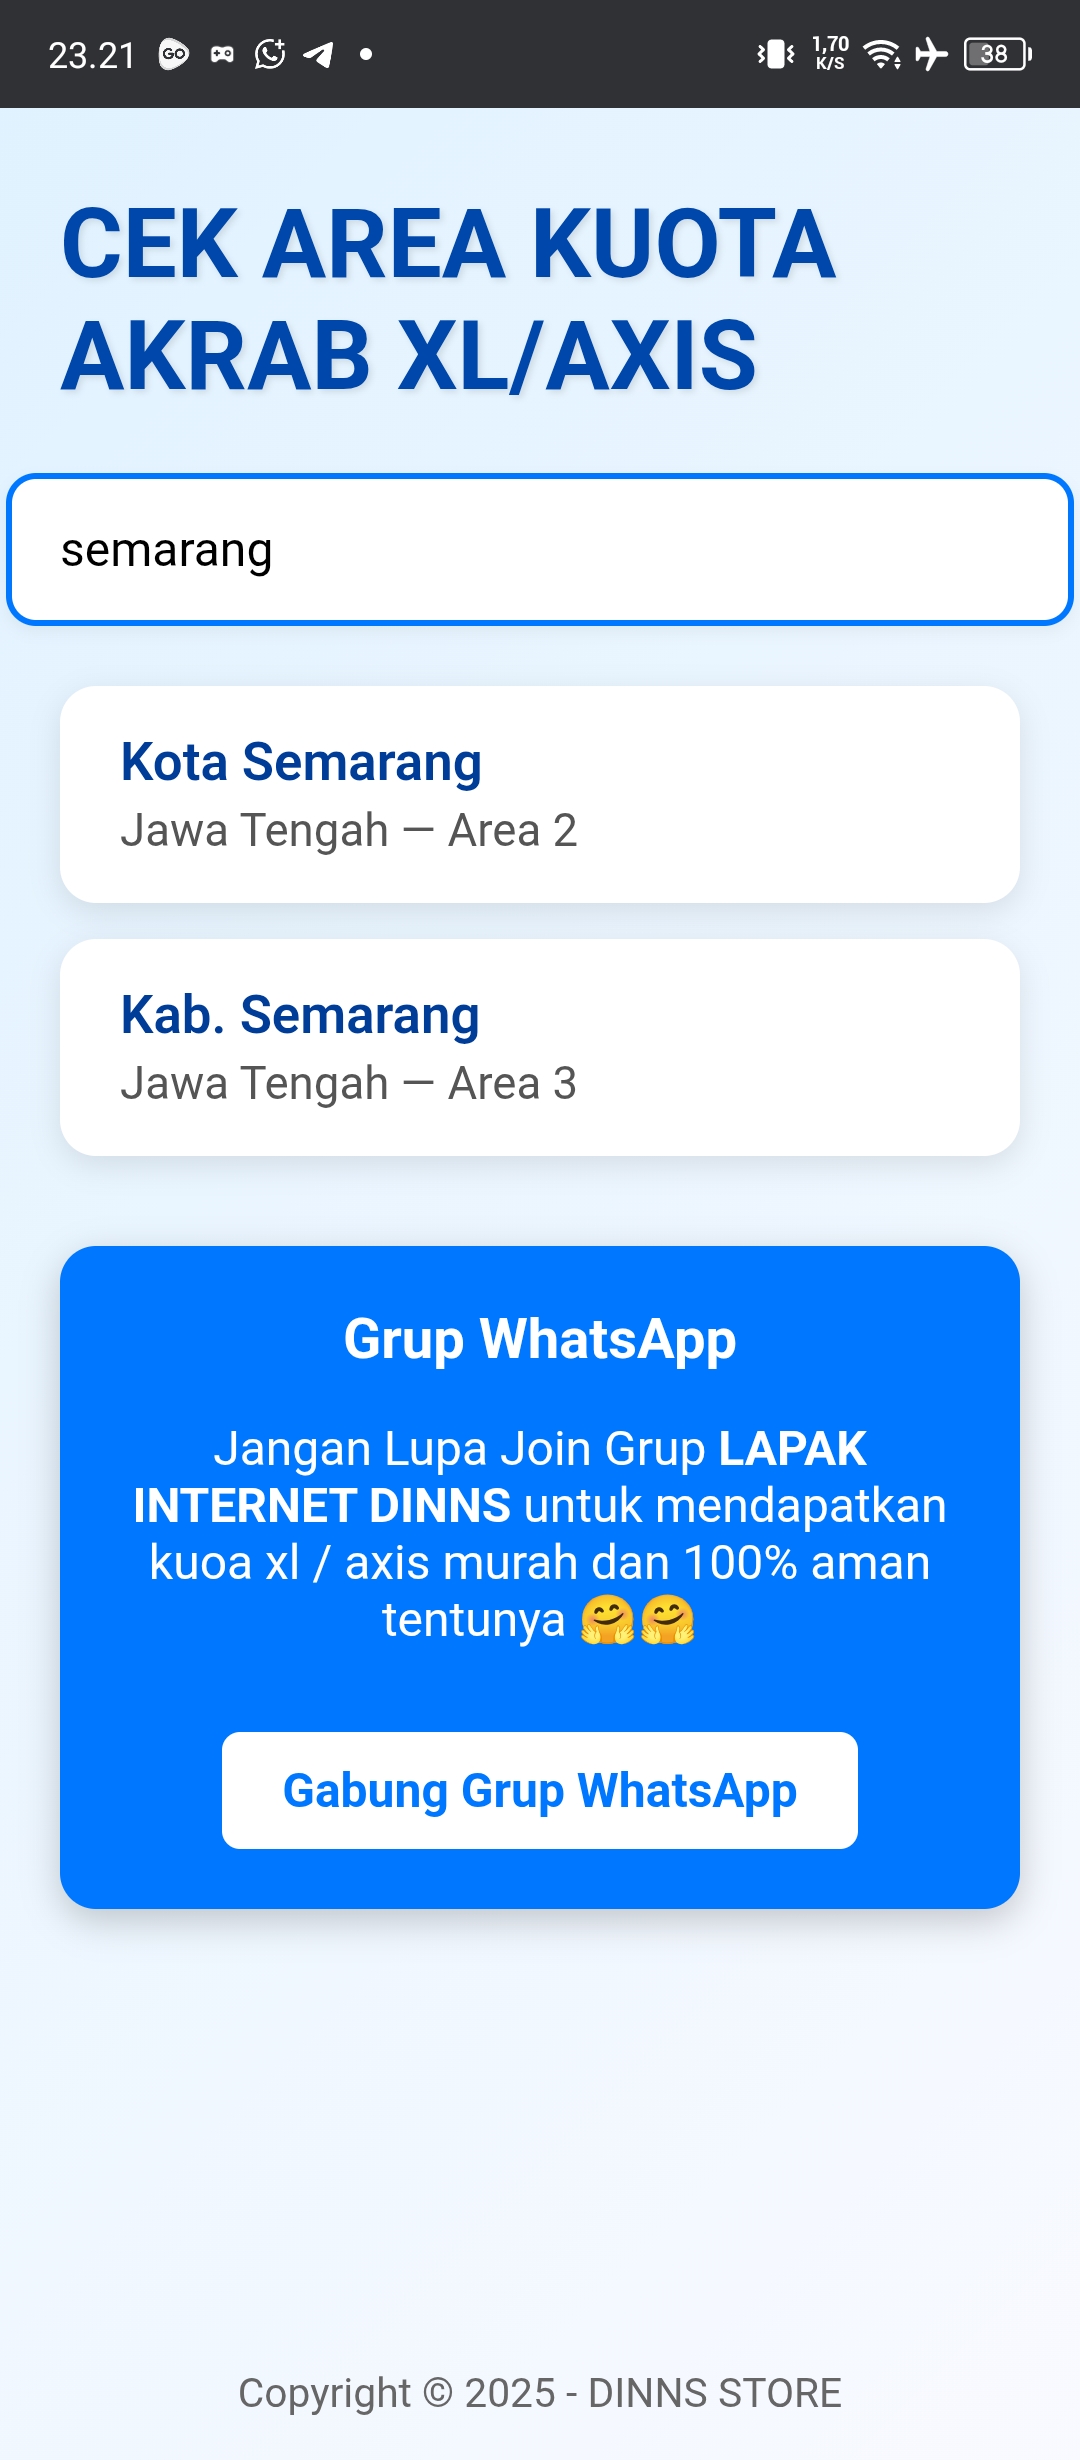 23.21
GO
1,70
K/S
38
CEK AREA KUOTA
AKRAB XL/AXIS
semarang
Kota Semarang
Jawa Tengah — Area 2
Kab. Semarang
Jawa Tengah — Area 3
Grup WhatsApp
Jangan Lupa Join Grup LAPAK
INTERNET DINNS untuk mendapatkan
kuoa xl / axis murah dan 100% aman
tentunya 🤗🤗
Gabung Grup WhatsApp
Copyright © 2025 - DINNS STORE